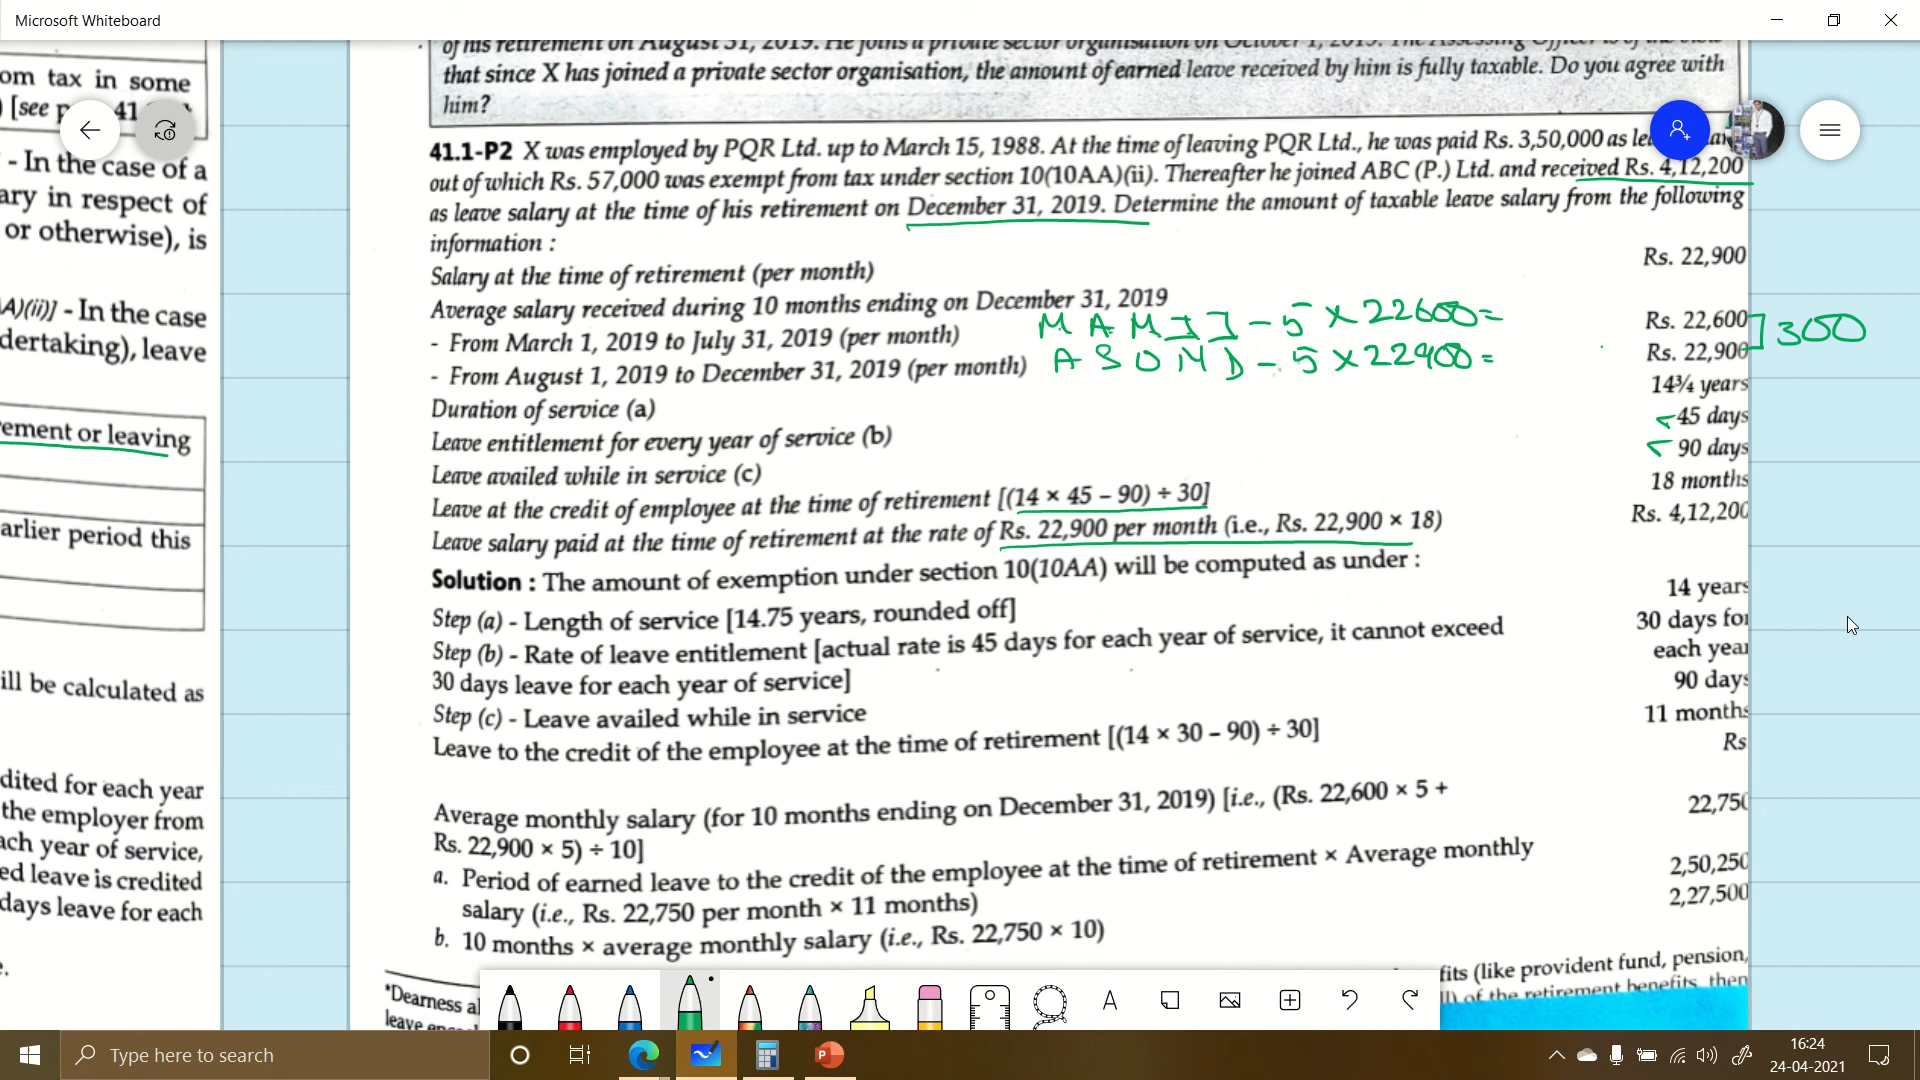 Microsoft Whiteboard
of his retirement on August 31, 2019. He joins a private sector organisation on October 1, 2019. The Assessing Officer is of the view
that since X has joined a private sector organisation, the amount of earned leave received by him is fully taxable. Do you agree with
him?
om tax in some
[see p 41
- In the case of a
ary in respect of
or otherwise), is
A)(ii)] - In the case
dertaking), leave
ement or leaving
arlier period this
ill be calculated as
dited for each year
the employer from
ach year of service,
ed leave is credited
days leave for each
41.1-P2 X was employed by PQR Ltd. up to March 15, 1988. At the time of leaving PQR Ltd., he was paid Rs. 3,50,000 as le
out of which Rs. 57,000 was exempt from tax under section 10(10AA)(ii). Thereafter he joined ABC (P.) Ltd. and received Rs. 4,12,200
as leave salary at the time of his retirement on December 31, 2019. Determine the amount of taxable leave salary from the following
information :
Salary at the time of retirement (per month) Rs. 22,900
Average salary received during 10 months ending on December 31, 2019
- From March 1, 2019 to July 31, 2019 (per month) M A M J J - 5 × 22600= Rs. 22,600 ] 300
- From August 1, 2019 to December 31, 2019 (per month) A S O N D - 5 × 22900= Rs. 22,900
Duration of service (a) 14¾ years
Leave entitlement for every year of service (b) 45 days
Leave availed while in service (c) 90 days
Leave at the credit of employee at the time of retirement [(14 × 45 – 90) ÷ 30] 18 months
Leave salary paid at the time of retirement at the rate of Rs. 22,900 per month (i.e., Rs. 22,900 × 18) Rs. 4,12,200
Solution : The amount of exemption under section 10(10AA) will be computed as under :
Step (a) - Length of service [14.75 years, rounded off] 14 years
Step (b) - Rate of leave entitlement [actual rate is 45 days for each year of service, it cannot exceed 30 days for
30 days leave for each year of service] each year
Step (c) - Leave availed while in service 90 days
Leave to the credit of the employee at the time of retirement [(14 × 30 – 90) ÷ 30] 11 months
Rs
Average monthly salary (for 10 months ending on December 31, 2019) [i.e., (Rs. 22,600 × 5 +
Rs. 22,900 × 5) ÷ 10] 22,750
a. Period of earned leave to the credit of the employee at the time of retirement × Average monthly
salary (i.e., Rs. 22,750 per month × 11 months) 2,50,250
b. 10 months × average monthly salary (i.e., Rs. 22,750 × 10) 2,27,500
fits (like provident fund, pension,
of the retirement benefits, then
*Dearness al
leave enc
A
Type here to search
16:24
24-04-2021